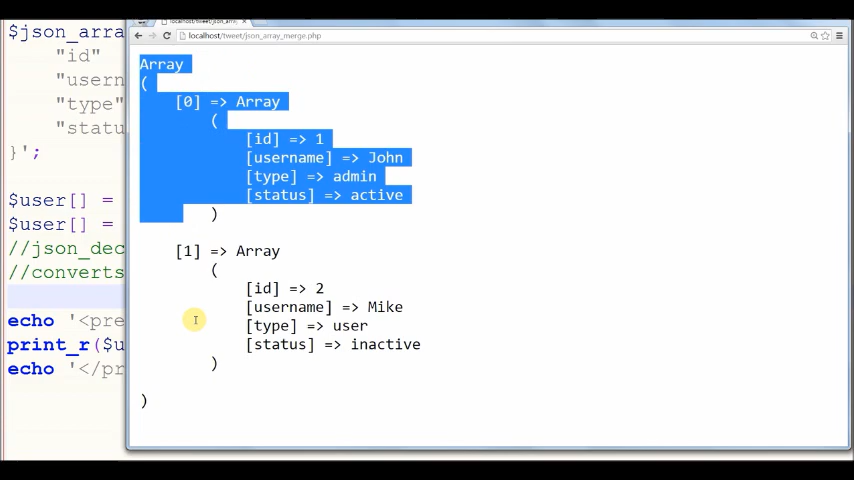 localhost/tweet/json_array_
localhost/tweet/json_array_merge.php
$json_arra
"id"
"usern
"type"
"statu
}';
$user[] =
$user[] =
//json_dec
//converts
echo '<pre
print_r($u
echo '</pr
Array
(
[0] => Array
(
[id] => 1
[username] => John
[type] => admin
[status] => active
)
[1] => Array
(
[id] => 2
[username] => Mike
[type] => user
[status] => inactive
)
)